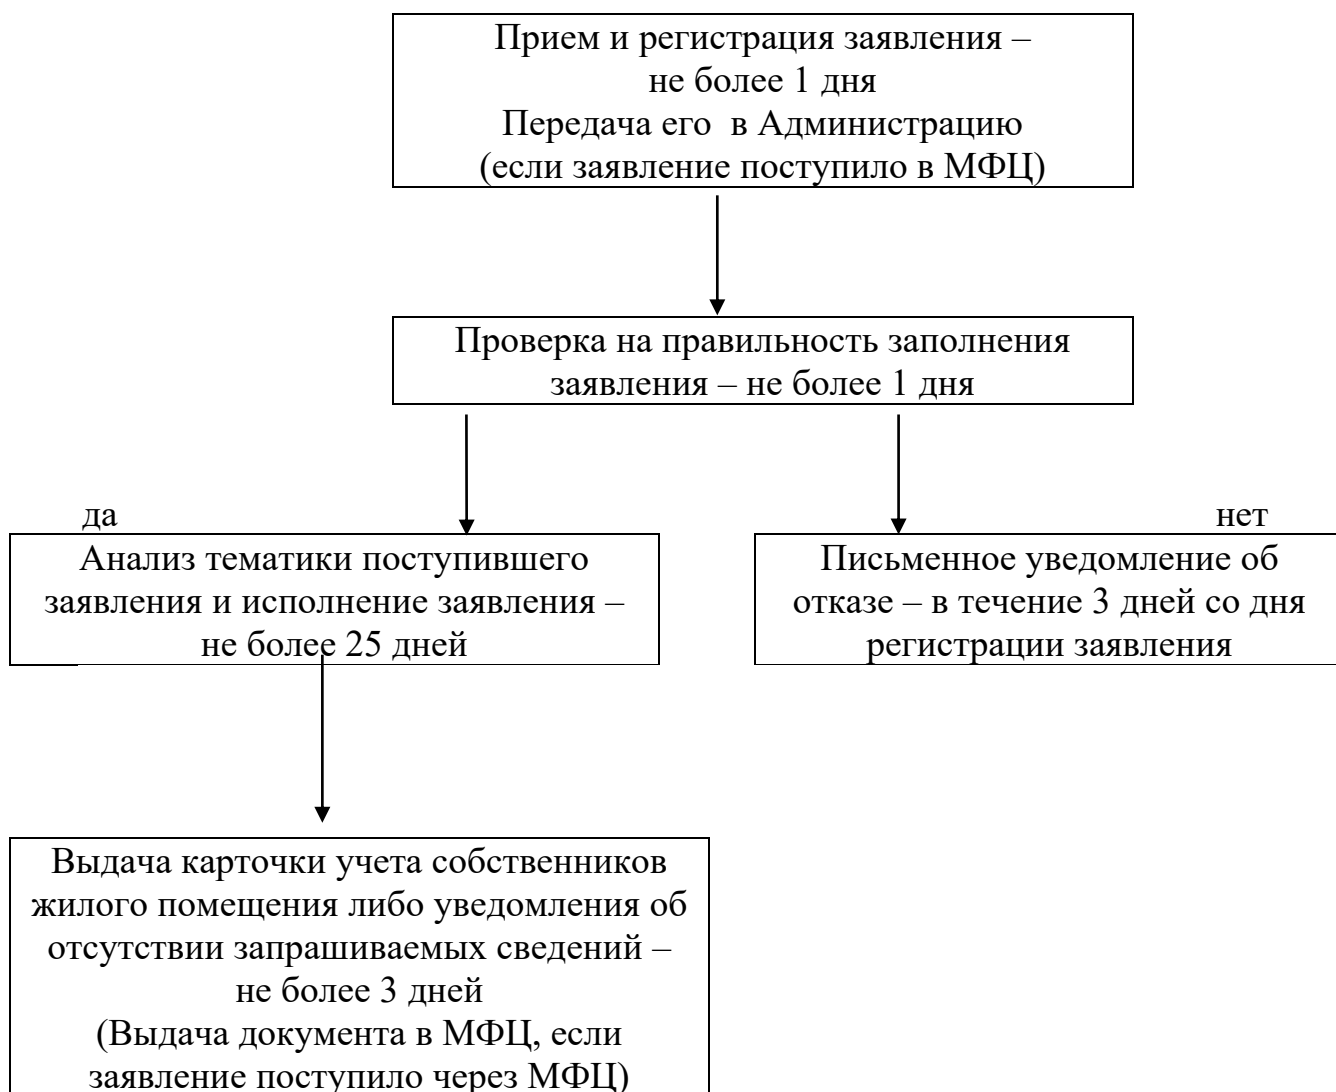 Прием и регистрация заявления –
не более 1 дня
Передача его  в Администрацию
(если заявление поступило в МФЦ)
Проверка на правильность заполнения
заявления – не более 1 дня
да
нет
Анализ тематики поступившего
заявления и исполнение заявления –
не более 25 дней
Письменное уведомление об
отказе – в течение 3 дней со дня
регистрации заявления
Выдача карточки учета собственников
жилого помещения либо уведомления об
отсутствии запрашиваемых сведений –
не более 3 дней
(Выдача документа в МФЦ, если
заявление поступило через МФЦ)